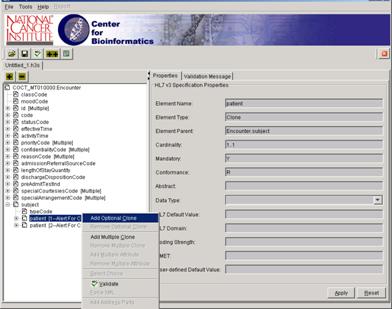 File Tools Help Report
NATIONAL
CANCER
INSTITUTE
Center
for
Bioinformatics
Untitled_1.h3s
COCT_MT010000:Encounter
classCode
moodCode
id [Multiple]
code
statusCode
effectiveTime
activityTime
priorityCode [Multiple]
confidentialityCode [Multiple]
reasonCode [Multiple]
admissionReferralSourceCode
lengthOfStayQuantity
dischargeDispositionCode
preAdmitTestInd
specialCourtesiesCode [Multiple]
specialArrangementCode [Multiple]
subject
typeCode
patient [1--Alert For C
patient [2--Alert For C
Add Optional Clone
Remove Optional Clone
Add Multiple Clone
Remove Multiple Clone
Add Multiple Attribute
Remove Multiple Attribute
Select Choice
Validate
Force XML
Add Address Parts
Properties Validation Message
HL7 v3 Specification Properties
Element Name: patient
Element Type: Clone
Element Parent: Encounter.subject
Cardinality: 1..1
Mandatory: Y
Conformance: R
Abstract:
Data Type:
HL7 Default Value:
HL7 Domain:
Coding Strength:
CMET:
User-defined Default Value:
Apply Reset